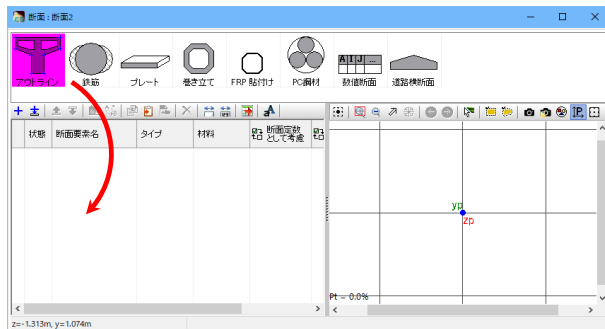 断面 : 断面2
アウトライン 鉄筋 プレート 巻き立て FRP 貼付け PC鋼材 数値断面 道路横断面
A I J ...
状態 断面要素名 タイプ 材料 断面定数
として考慮
yp
zp
Pt - 0.0%
z=-1.313m, y=1.074m